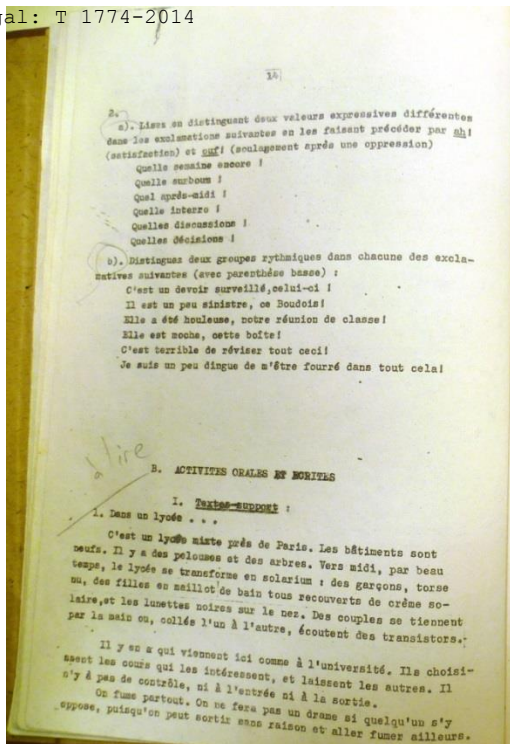 gal: T 1774-2014
14
2.
a). Lisez en distinguant deux valeurs expressives différentes
dans les exclamations suivantes en les faisant précéder par ah!
(satisfaction) et ouf! (soulagement après une oppression)
Quelle semaine encore !
Quelle surboum !
Quel après-midi !
Quelle interro !
Quelles discussions !
Quelles décisions !
b). Distinguez deux groupes rythmiques dans chacune des excla-
matives suivantes (avec parenthèse basse) :
C'est un devoir surveillé,celui-ci !
Il est un peu sinistre, ce Boudois!
Elle a été houleuse, notre réunion de classe!
Elle est moche, cette boîte!
C'est terrible de réviser tout ceci!
Je suis un peu dingue de m'être fourré dans tout cela!
à lire
B. ACTIVITES ORALES ET ECRITES
I. Textes-support :
1. Dans un lycée . . .
C'est un lycée mixte près de Paris. Les bâtiments sont
neufs. Il y a des pelouses et des arbres. Vers midi, par beau
temps, le lycée se transforme en solarium : des garçons, torse
nu, des filles en maillot de bain tous recouverts de crème so-
laire,et les lunettes noires sur le nez. Des couples se tiennent
par la main ou, collés l'un à l'autre, écoutent des transistors.
Il y en a qui viennent ici comme à l'université. Ils choisi-
ssent les cours qui les intéressent, et laissent les autres. Il
n'y a pas de contrôle, ni à l'entrée ni à la sortie.
On fume partout. On ne fera pas un drame si quelqu'un s'y
oppose, puisqu'on peut sortir sans raison et aller fumer ailleurs.